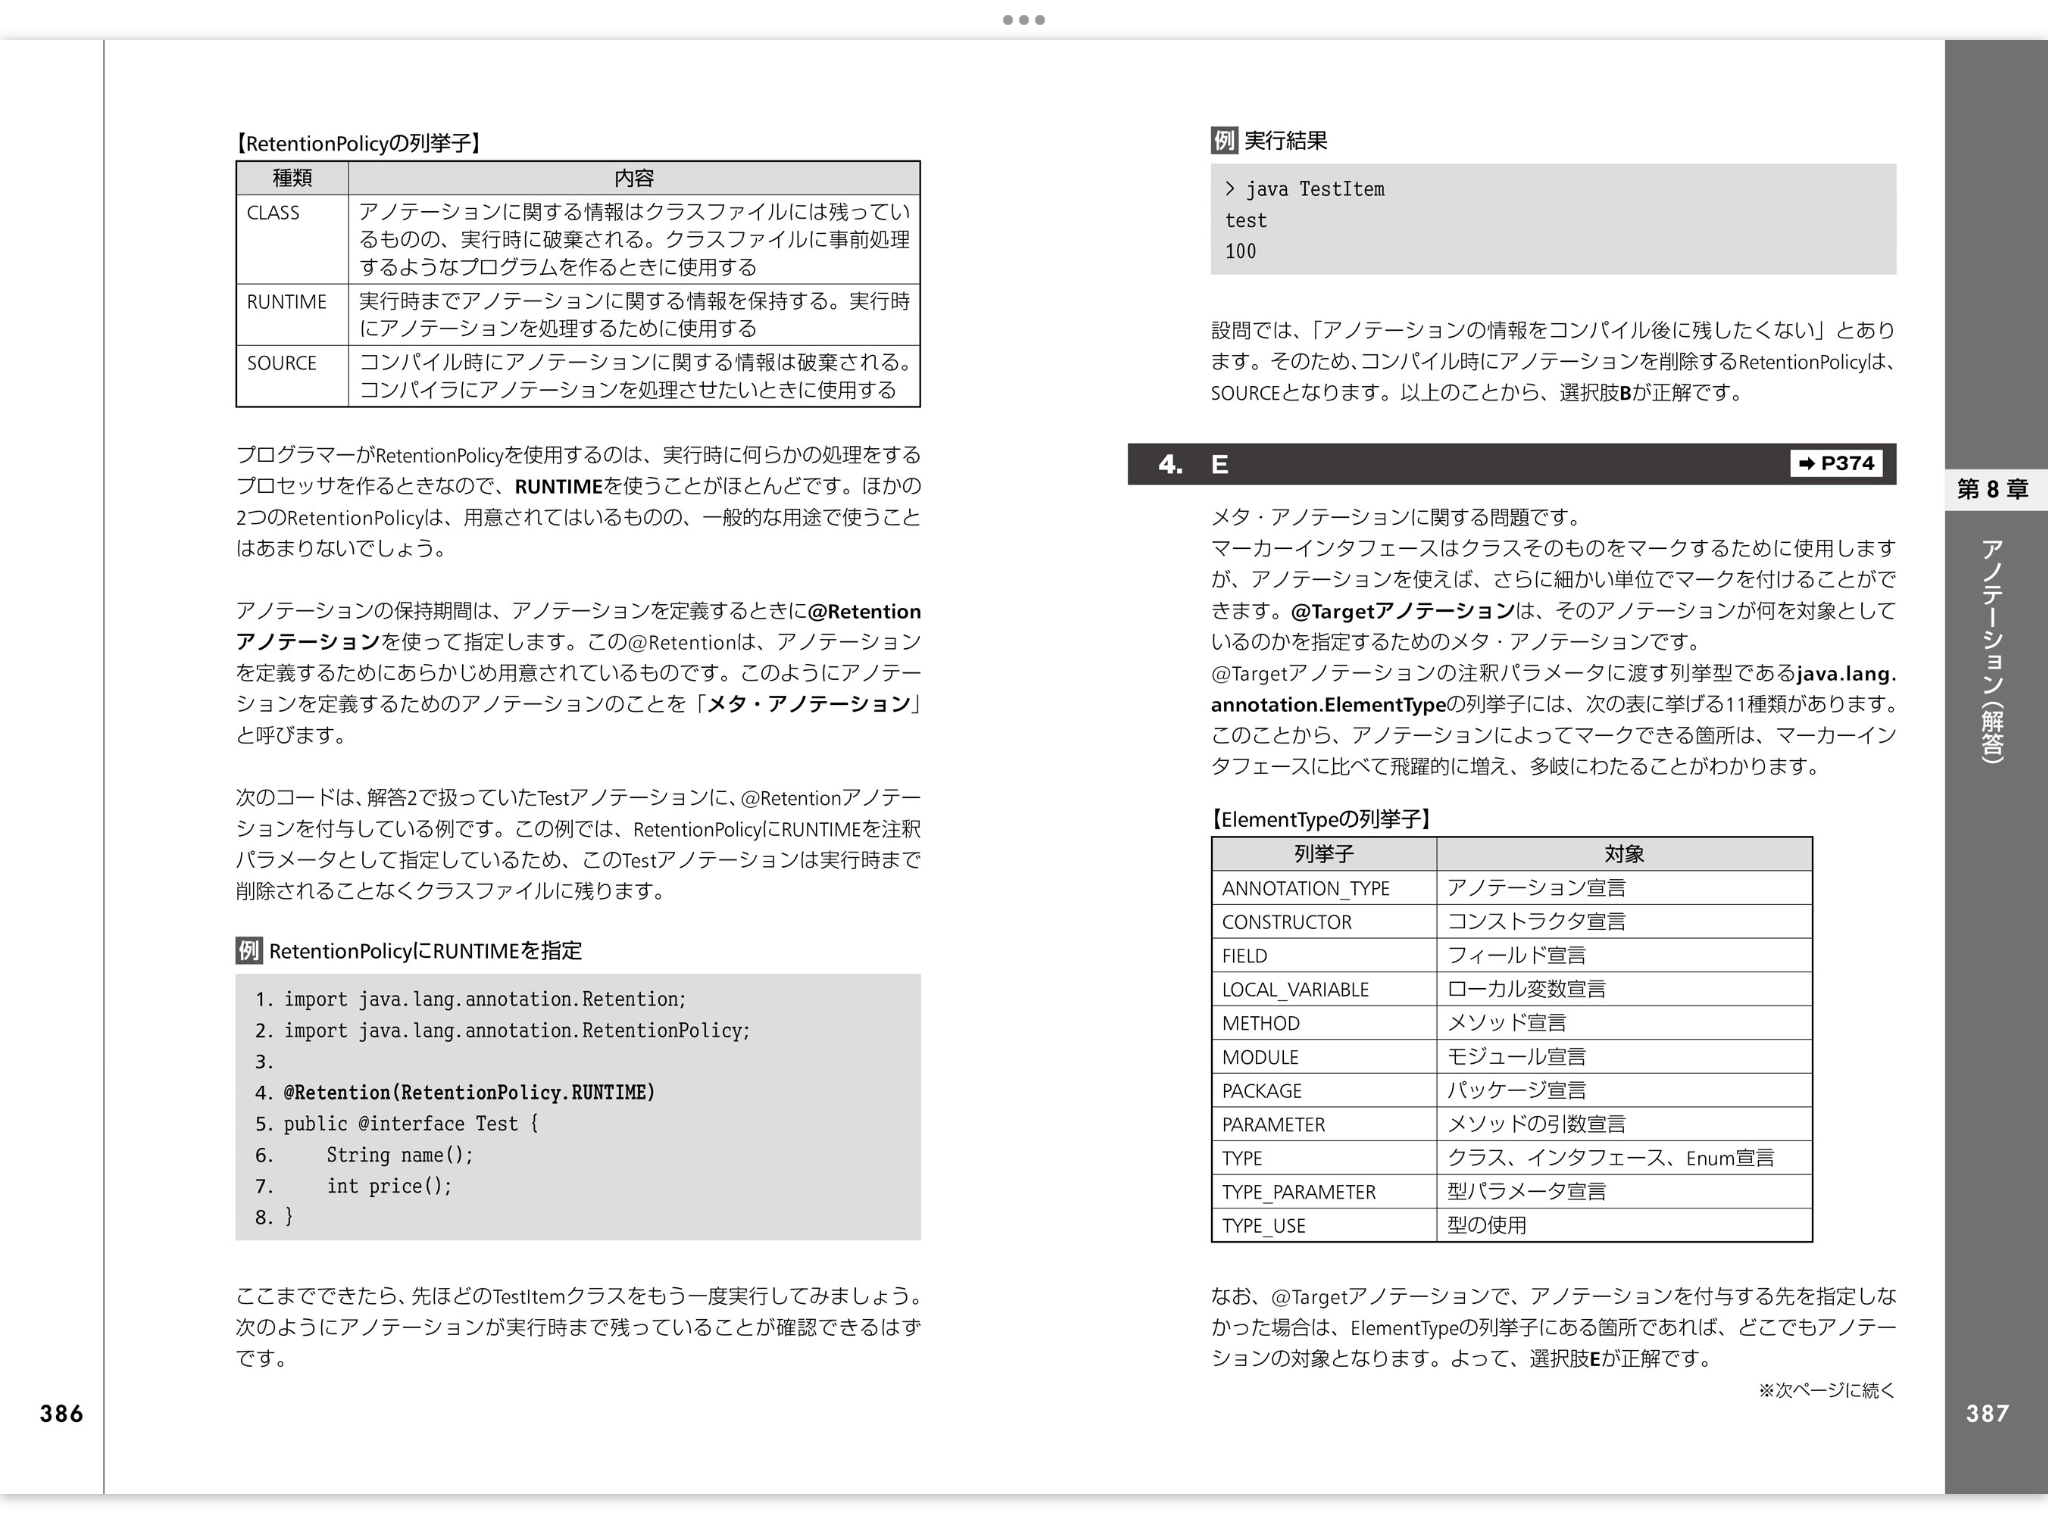 【RetentionPolicyの列挙子】
種類 内容
CLASS アノテーションに関する情報はクラスファイルには残ってい
るものの、実行時に破棄される。クラスファイルに事前処理
するようなプログラムを作るときに使用する
RUNTIME 実行時までアノテーションに関する情報を保持する。実行時
にアノテーションを処理するために使用する
SOURCE コンパイル時にアノテーションに関する情報は破棄される。
コンパイラにアノテーションを処理させたいときに使用する
プログラマーがRetentionPolicyを使用するのは、実行時に何らかの処理をする
プロセッサを作るときなので、RUNTIMEを使うことがほとんどです。ほかの
2つのRetentionPolicyは、用意されてはいるものの、一般的な用途で使うこと
はあまりないでしょう。
アノテーションの保持期間は、アノテーションを定義するときに@Retention
アノテーションを使って指定します。この@Retentionは、アノテーション
を定義するためにあらかじめ用意されているものです。このようにアノテー
ションを定義するためのアノテーションのことを「メタ・アノテーション」
と呼びます。
次のコードは、解答2で扱っていたTestアノテーションに、@Retentionアノテー
ションを付与している例です。この例では、RetentionPolicyにRUNTIMEを注釈
パラメータとして指定しているため、このTestアノテーションは実行時まで
削除されることなくクラスファイルに残ります。
例 RetentionPolicyにRUNTIMEを指定
1. import java.lang.annotation.Retention;
2. import java.lang.annotation.RetentionPolicy;
3.
4. @Retention(RetentionPolicy.RUNTIME)
5. public @interface Test {
6.     String name();
7.     int price();
8. }
ここまでできたら、先ほどのTestItemクラスをもう一度実行してみましょう。
次のようにアノテーションが実行時まで残っていることが確認できるはず
です。
386
例 実行結果
> java TestItem
test
100
設問では、「アノテーションの情報をコンパイル後に残したくない」とあり
ます。そのため、コンパイル時にアノテーションを削除するRetentionPolicyは、
SOURCEとなります。以上のことから、選択肢Bが正解です。
4. E ➡ P374
メタ・アノテーションに関する問題です。
マーカーインタフェースはクラスそのものをマークするために使用します
が、アノテーションを使えば、さらに細かい単位でマークを付けることがで
きます。@Targetアノテーションは、そのアノテーションが何を対象として
いるのかを指定するためのメタ・アノテーションです。
@Targetアノテーションの注釈パラメータに渡す列挙型であるjava.lang.
annotation.ElementTypeの列挙子には、次の表に挙げる11種類があります。
このことから、アノテーションによってマークできる箇所は、マーカーイン
タフェースに比べて飛躍的に増え、多岐にわたることがわかります。
【ElementTypeの列挙子】
列挙子 対象
ANNOTATION_TYPE アノテーション宣言
CONSTRUCTOR コンストラクタ宣言
FIELD フィールド宣言
LOCAL_VARIABLE ローカル変数宣言
METHOD メソッド宣言
MODULE モジュール宣言
PACKAGE パッケージ宣言
PARAMETER メソッドの引数宣言
TYPE クラス、インタフェース、Enum宣言
TYPE_PARAMETER 型パラメータ宣言
TYPE_USE 型の使用
なお、@Targetアノテーションで、アノテーションを付与する先を指定しな
かった場合は、ElementTypeの列挙子にある箇所であれば、どこでもアノテー
ションの対象となります。よって、選択肢Eが正解です。
※次ページに続く
第8章
アノテーション（解答）
387